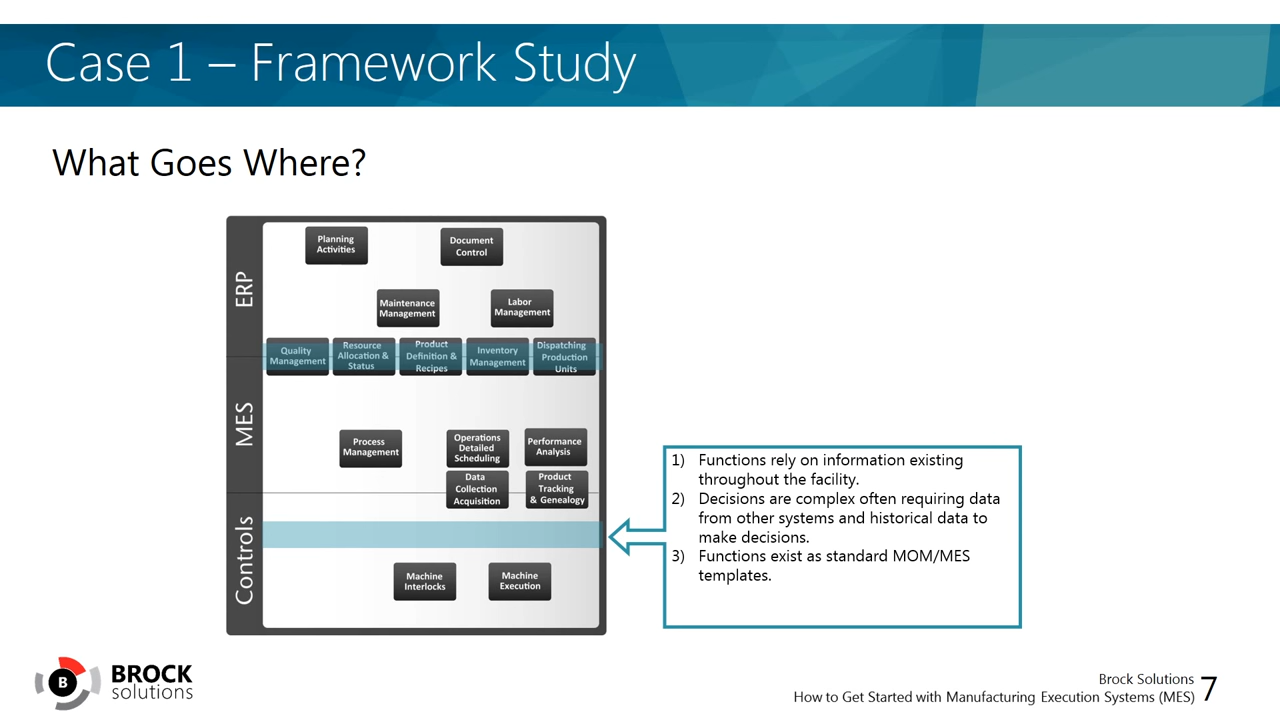 Case 1 – Framework Study
What Goes Where?
ERP
Planning
Activities
Document
Control
Maintenance
Management
Labor
Management
Quality
Management
Resource
Allocation &
Status
Product
Definition &
Recipes
Inventory
Management
Dispatching
Production
Units
MES
Process
Management
Operations
Detailed
Scheduling
Performance
Analysis
Data
Collection
Acquisition
Product
Tracking
& Genealogy
Controls
Machine
Interlocks
Machine
Execution
1) Functions rely on information existing
throughout the facility.
2) Decisions are complex often requiring data
from other systems and historical data to
make decisions.
3) Functions exist as standard MOM/MES
templates.
B
BROCK
solutions
Brock Solutions
How to Get Started with Manufacturing Execution Systems (MES)
7